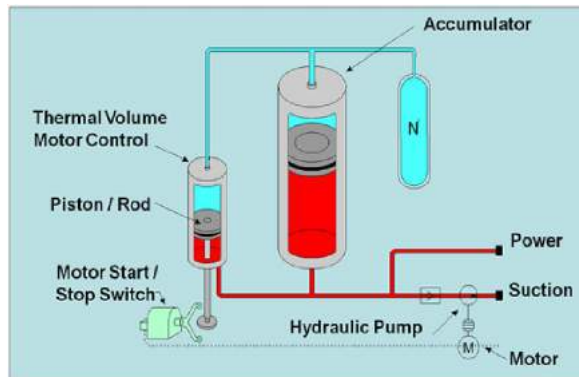 Accumulator
Thermal Volume
Motor Control
N
Piston / Rod
Power
Motor Start /
Stop Switch
Suction
Hydraulic Pump
M
Motor